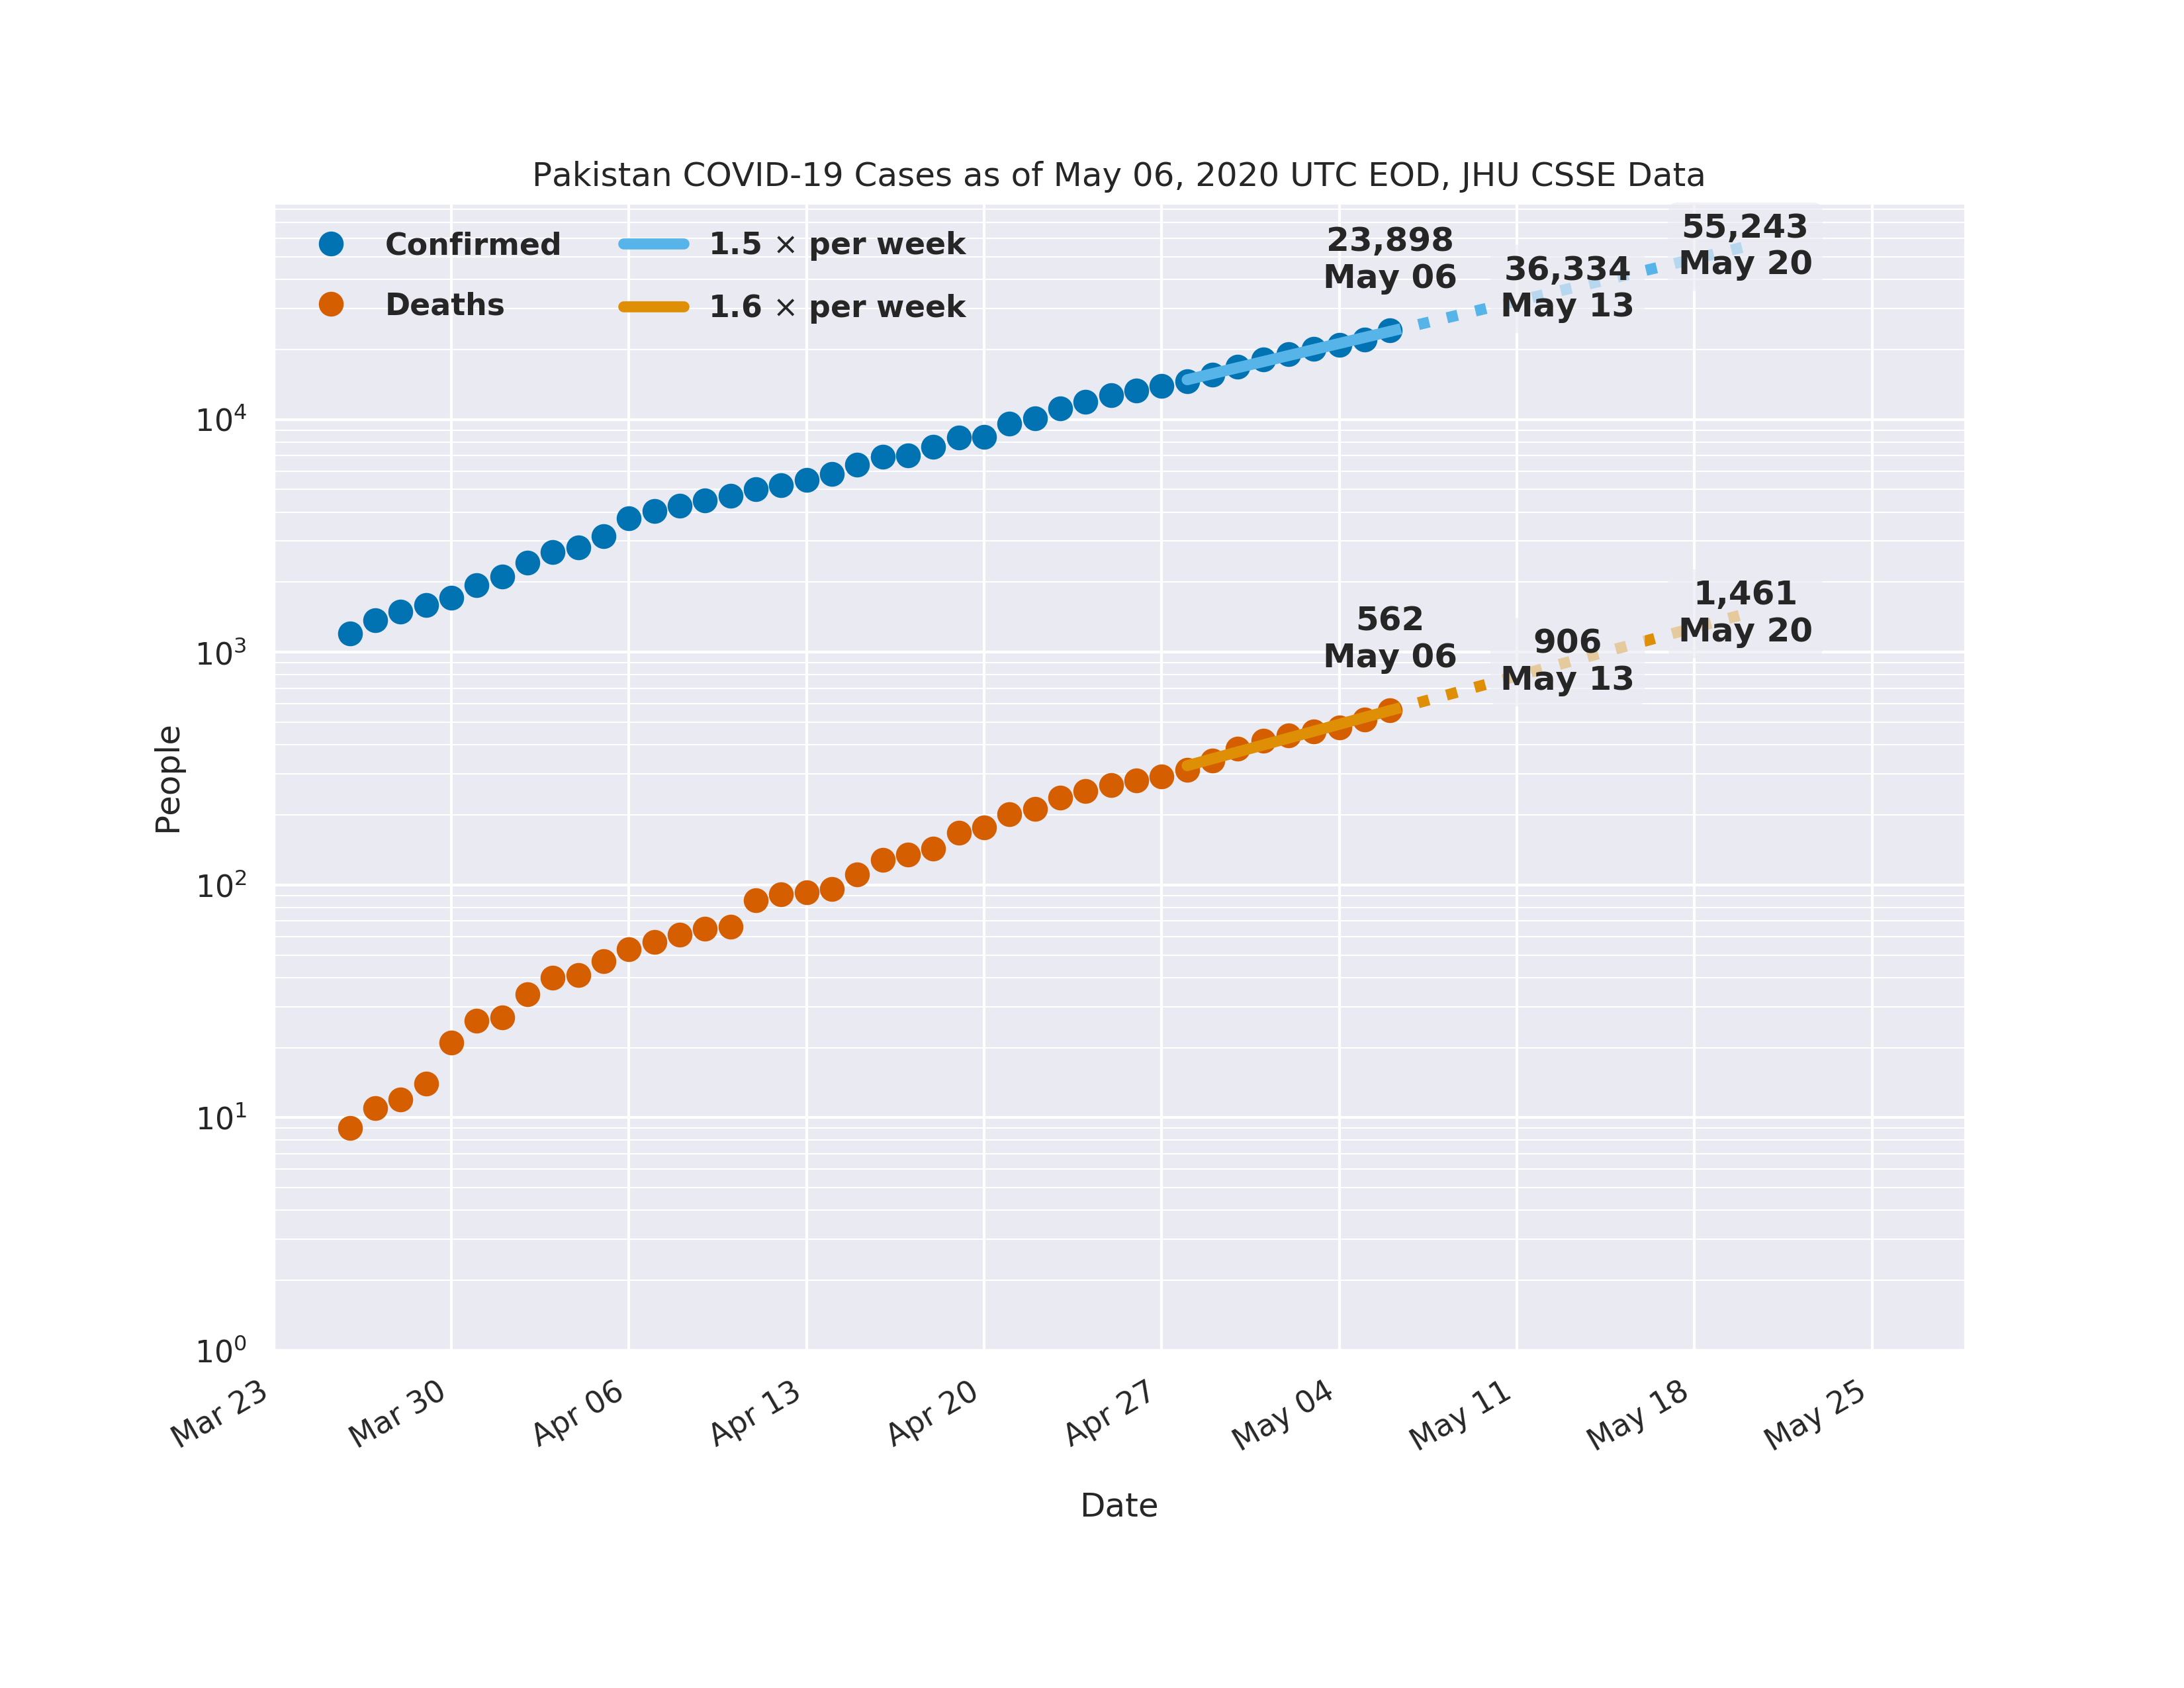 Pakistan COVID-19 Cases as of May 06, 2020 UTC EOD, JHU CSSE Data
Confirmed
Deaths
1.5 × per week
1.6 × per week
23,898
May 06
36,334
May 13
55,243
May 20
562
May 06
906
May 13
1,461
May 20
People
10⁴
10³
10²
10¹
10⁰
Mar 23
Mar 30
Apr 06
Apr 13
Apr 20
Apr 27
May 04
May 11
May 18
May 25
Date